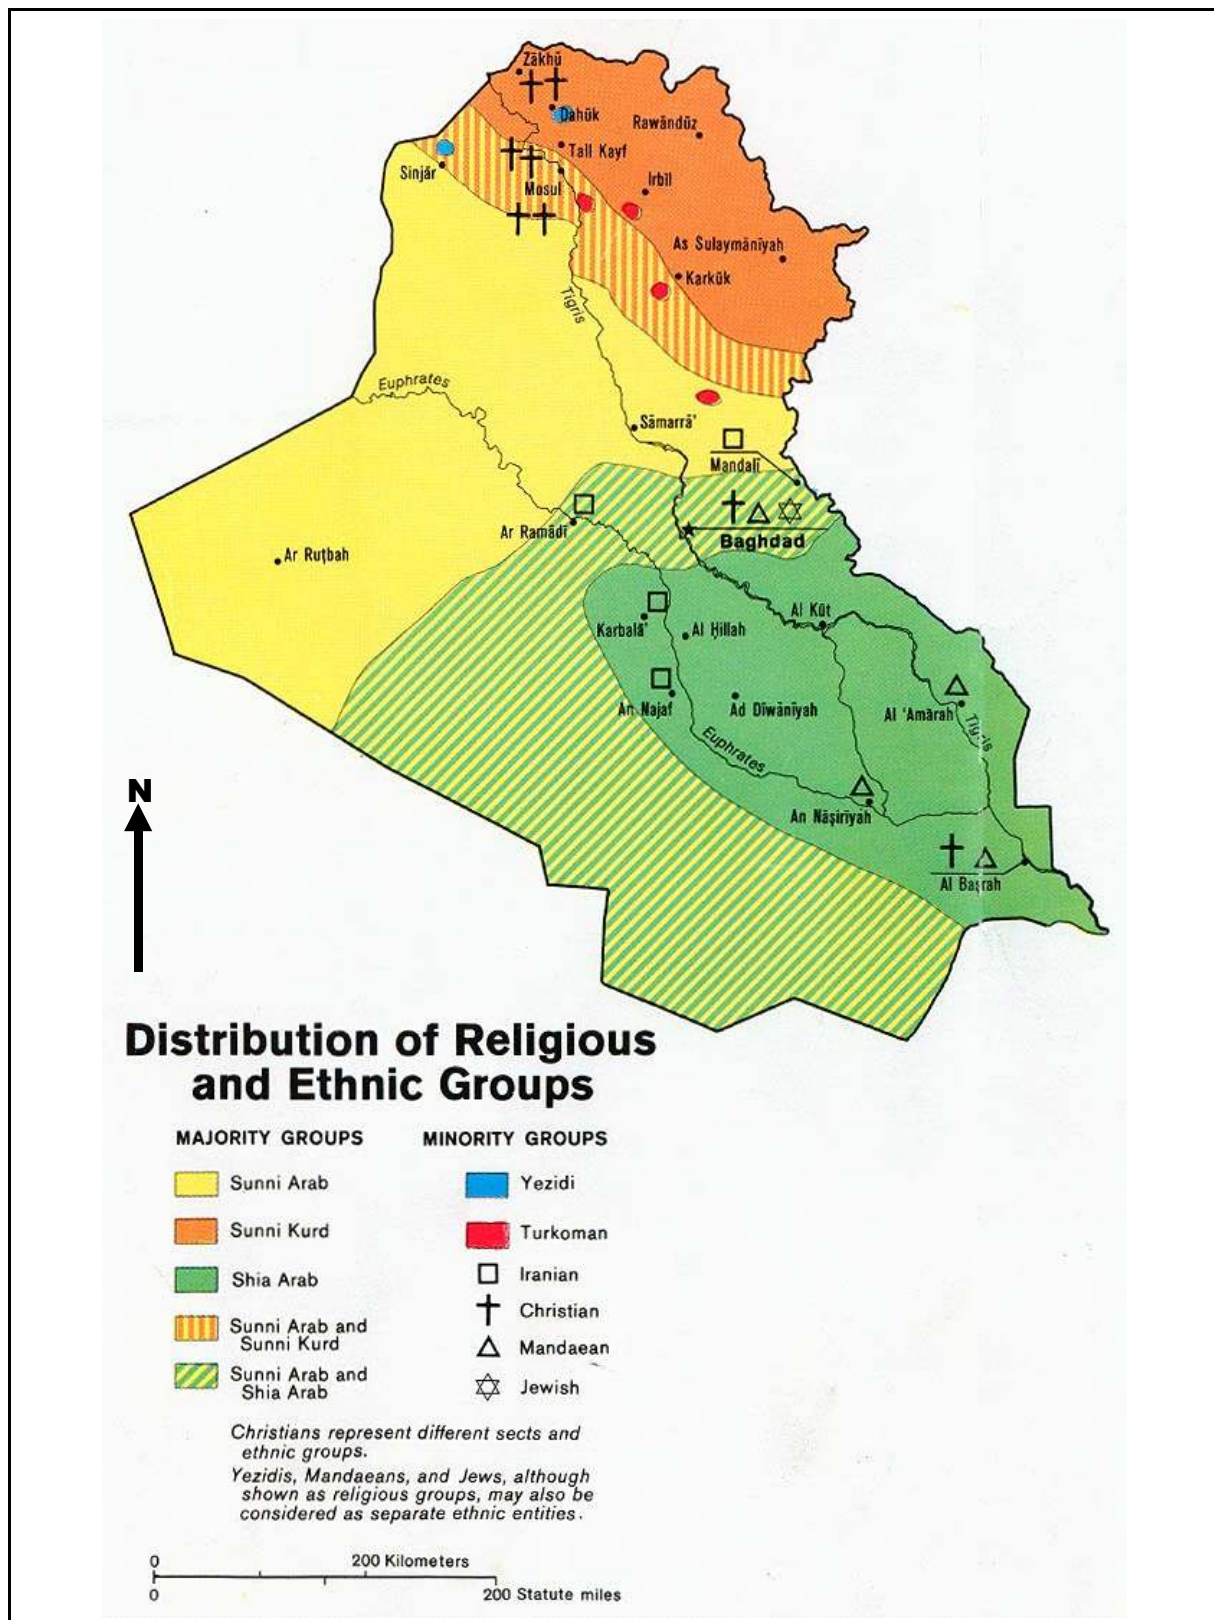 Zākhū
Dahūk
Rawāndūz
Tall Kayf
Sinjār
Mosul
Irbīl
As Sulaymānīyah
Karkūk
Tigris
Euphrates
Sāmarrā'
Mandalī
Ar Ramādī
Baghdad
Ar Ruṭbah
Karbalā'
Al Ḥillah
Al Kūt
An Najaf
Ad Dīwānīyah
Al 'Amārah
Tigris
Euphrates
An Nāṣirīyah
Al Baṣrah
N
Distribution of Religious
and Ethnic Groups
MAJORITY GROUPS
Sunni Arab
Sunni Kurd
Shia Arab
Sunni Arab and
Sunni Kurd
Sunni Arab and
Shia Arab
MINORITY GROUPS
Yezidi
Turkoman
Iranian
Christian
Mandaean
Jewish
Christians represent different sects and
ethnic groups.
Yezidis, Mandaeans, and Jews, although
shown as religious groups, may also be
considered as separate ethnic entities.
0 200 Kilometers
0 200 Statute miles